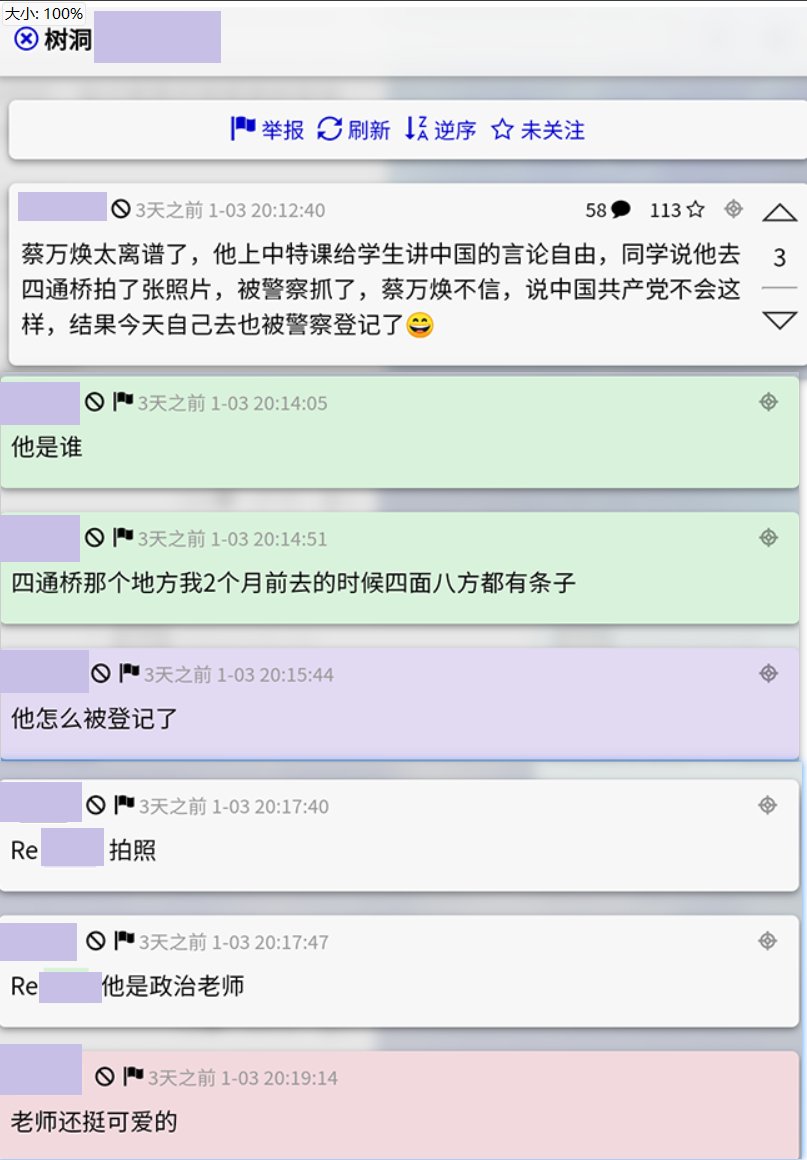 大小: 100%
树洞
举报 刷新 逆序 未关注
3天之前 1-03 20:12:40 58 113
蔡万焕太离谱了，他上中特课给学生讲中国的言论自由，同学说他去
3
四通桥拍了张照片，被警察抓了，蔡万焕不信，说中国共产党不会这
样，结果今天自己去也被警察登记了😄
3天之前 1-03 20:14:05
他是谁
3天之前 1-03 20:14:51
四通桥那个地方我2个月前去的时候四面八方都有条子
3天之前 1-03 20:15:44
他怎么被登记了
3天之前 1-03 20:17:40
Re 拍照
3天之前 1-03 20:17:47
Re 他是政治老师
3天之前 1-03 20:19:14
老师还挺可爱的